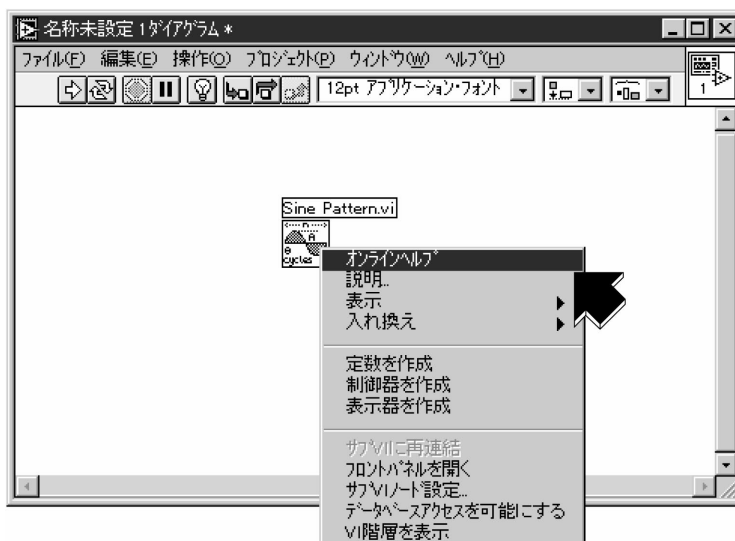 名称未設定 1ﾀﾞｲｱｸﾞﾗﾑ *
ﾌｧｲﾙ(F) 編集(E) 操作(O) ﾌﾟﾛｼﾞｪｸﾄ(P) ｳｨﾝﾄﾞｳ(W) ﾍﾙﾌﾟ(H)
12pt ｱﾌﾟﾘｹｰｼｮﾝ･ﾌｫﾝﾄ
1
Sine Pattern.vi
n
A
θ
cycles
ｵﾝﾗｲﾝﾍﾙﾌﾟ
説明...
表示
入れ換え
定数を作成
制御器を作成
表示器を作成
ｻﾌﾞVIに再連結
ﾌﾛﾝﾄﾊﾟﾈﾙを開く
ｻﾌﾞVIﾉｰﾄﾞ設定...
ﾃﾞｰﾀﾍﾞｰｽｱｸｾｽを可能にする
VI階層を表示